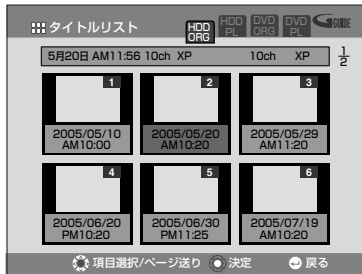 タイトルリスト
HDD ORG
HDD PL
DVD ORG
DVD PL
G GUIDE
5月20日 AM11:56 10ch XP 10ch XP
1/2
1
2
3
2005/05/10 AM10:00
2005/05/20 AM10:20
2005/05/29 AM11:20
4
5
6
2005/06/20 PM10:20
2005/06/30 PM11:25
2005/07/19 AM10:20
項目選択/ページ送り 決定 戻る